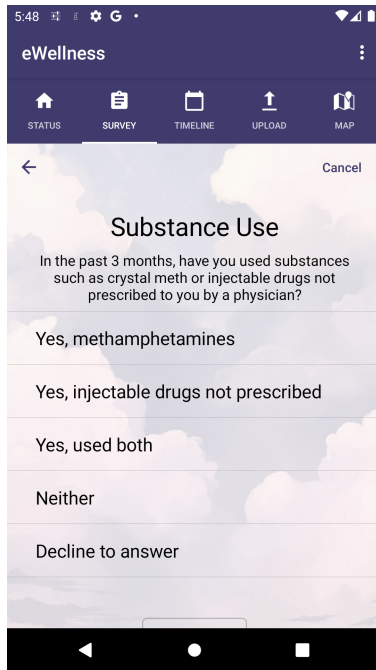 5:48 G
eWellness
STATUS SURVEY TIMELINE UPLOAD MAP
Cancel
Substance Use
In the past 3 months, have you used substances
such as crystal meth or injectable drugs not
prescribed to you by a physician?
Yes, methamphetamines
Yes, injectable drugs not prescribed
Yes, used both
Neither
Decline to answer